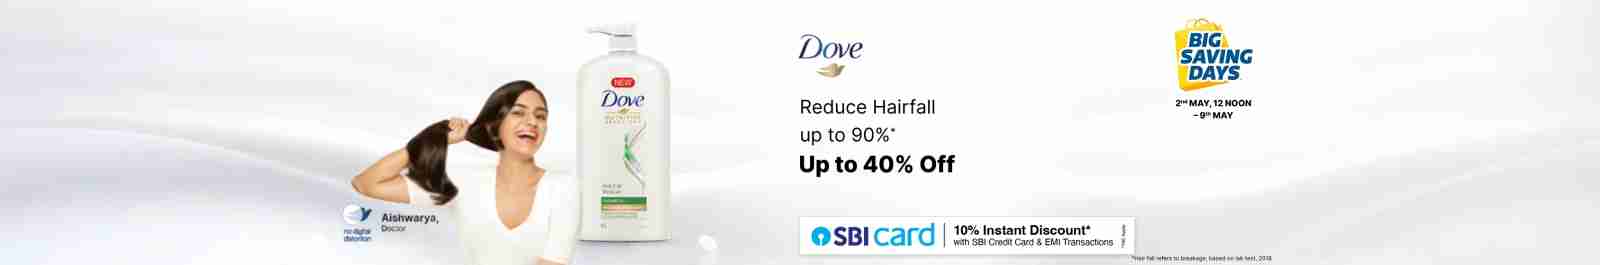 NEW
Dove
Aishwarya,
Doctor
no digital
distortion
Dove
Reduce Hairfall
up to 90%*
Up to 40% Off
SBI card
10% Instant Discount*
with SBI Credit Card & EMI Transactions
BIG
SAVING
DAYS
2nd MAY, 12 NOON
– 9th MAY
*Hair fall refers to breakage, based on lab test, 2018